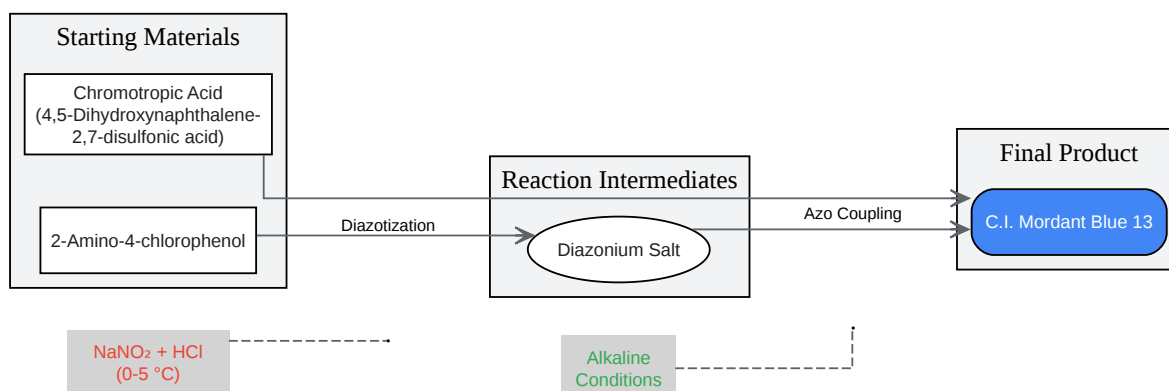 Starting Materials
Chromotropic Acid
(4,5-Dihydroxynaphthalene-
2,7-disulfonic acid)
2-Amino-4-chlorophenol
Diazotization
Reaction Intermediates
Diazonium Salt
Azo Coupling
Final Product
C.I. Mordant Blue 13
NaNO₂ + HCl
(0-5 °C)
Alkaline
Conditions